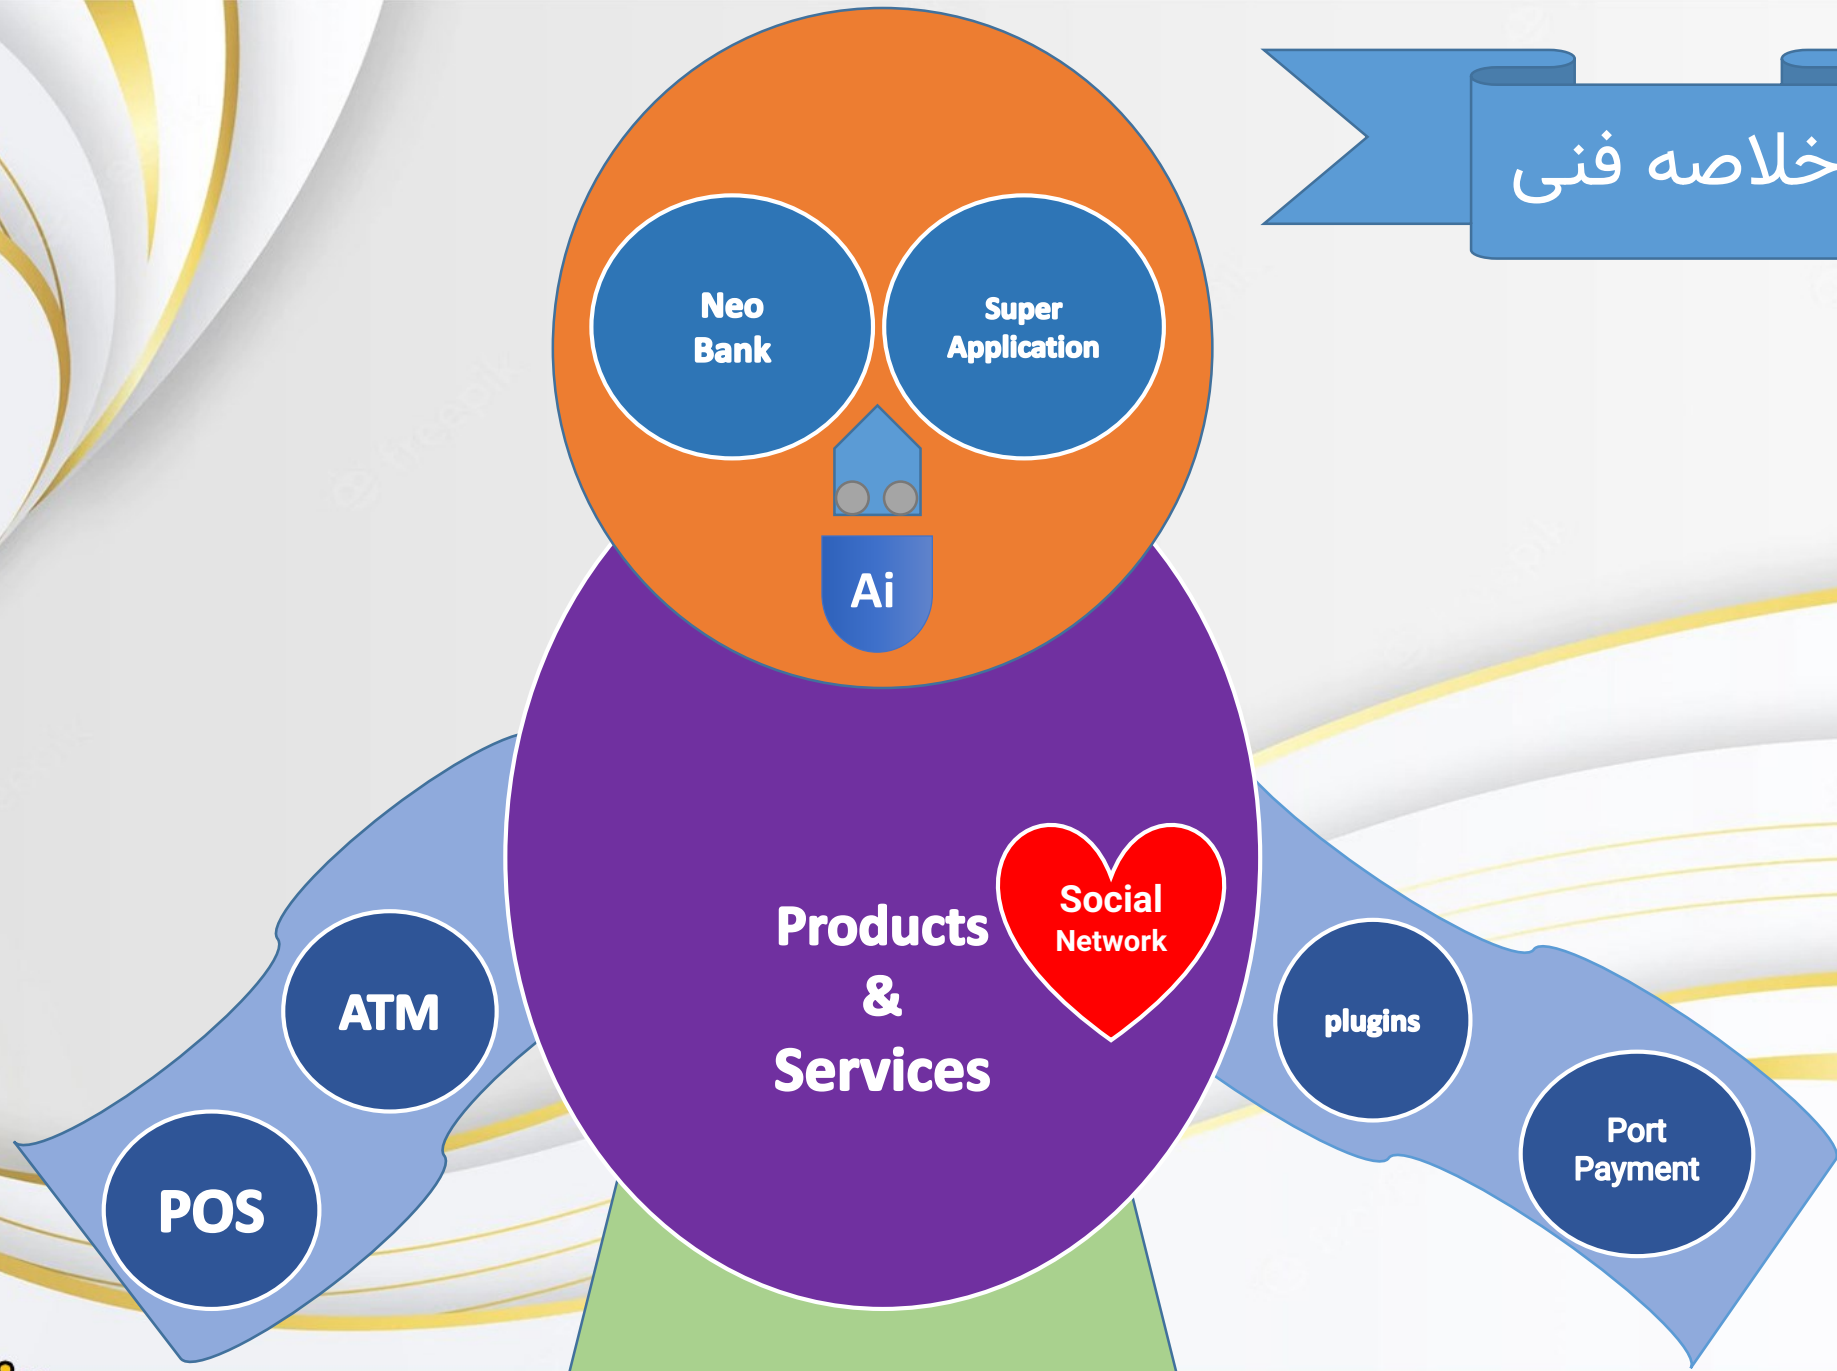 خلاصه فنی
Neo
Bank
Super
Application
Ai
Products
&
Services
Social
Network
ATM
POS
plugins
Port
Payment